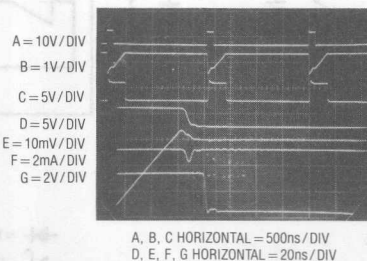 A = 10V/DIV
B = 1V/DIV
C = 5V/DIV
D = 5V/DIV
E = 10mV/DIV
F = 2mA/DIV
G = 2V/DIV
A, B, C HORIZONTAL = 500ns/DIV
D, E, F, G HORIZONTAL = 20ns/DIV